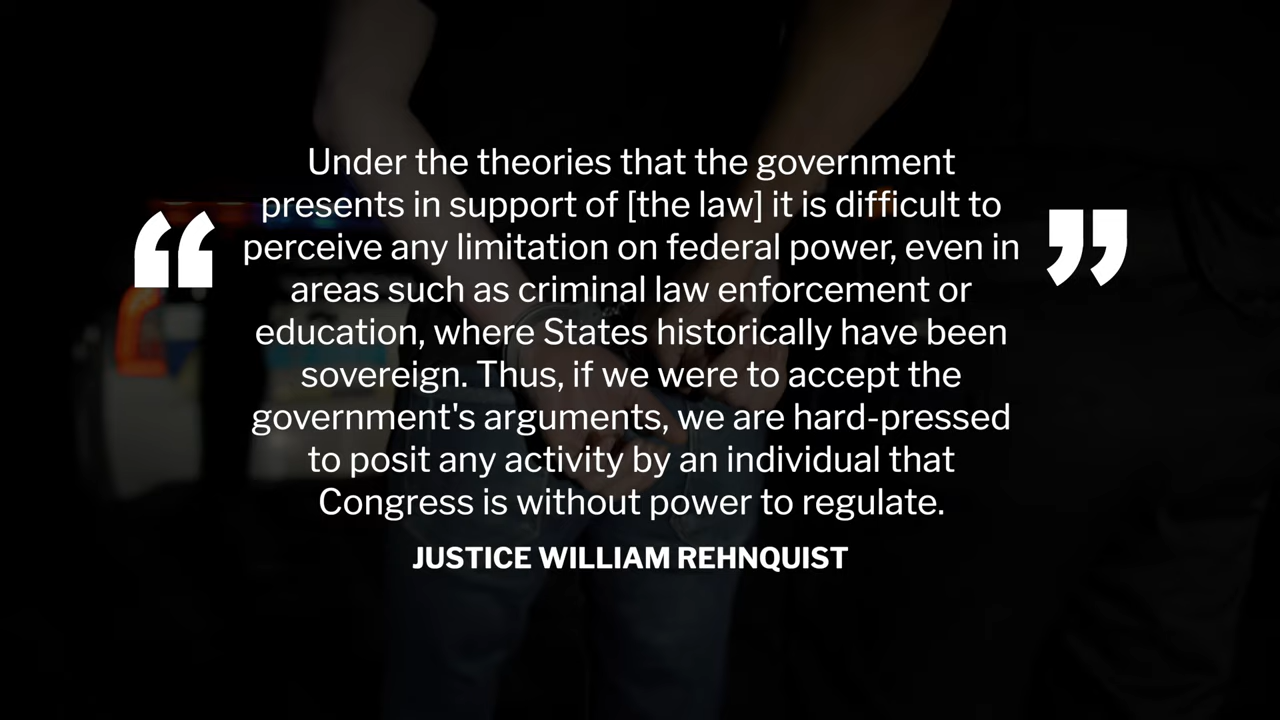 “
Under the theories that the government
presents in support of [the law] it is difficult to
perceive any limitation on federal power, even in
areas such as criminal law enforcement or
education, where States historically have been
sovereign. Thus, if we were to accept the
government's arguments, we are hard-pressed
to posit any activity by an individual that
Congress is without power to regulate.
”
JUSTICE WILLIAM REHNQUIST